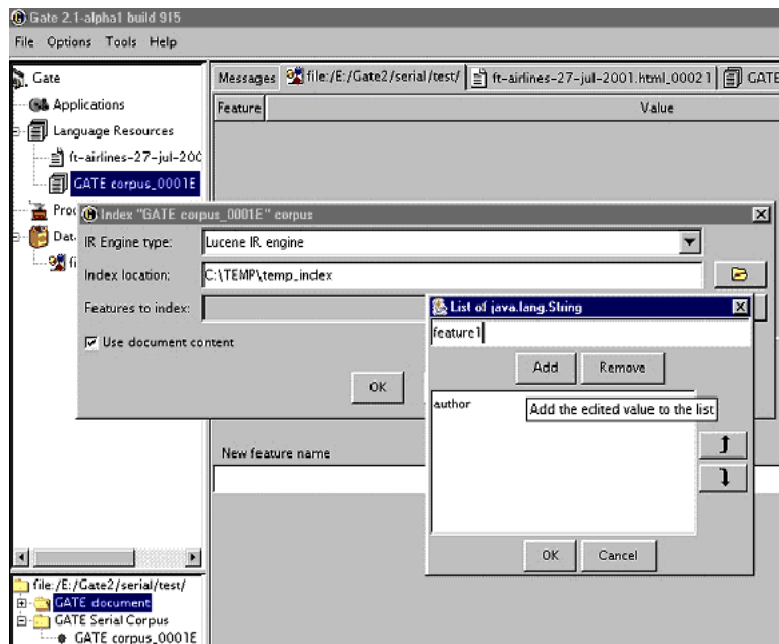 Gate 2.1-alpha1 build 915
File Options Tools Help
Gate
Applications
Language Resources
ft-airlines-27-jul-200
GATE corpus_0001E
Messages file:/E:/Gate2/serial/test/ ft-airlines-27-jul-2001.html_00021 GATE
Feature Value
Index "GATE corpus_0001E" corpus
IR Engine type: Lucene IR engine
Index location: C:\TEMP\temp_index
Features to index:
Use document content
OK
List of java.lang.String
feature1
Add Remove
author
Add the edited value to the list
OK Cancel
New feature name
file:/E:/Gate2/serial/test/
GATE document
GATE Serial Corpus
GATE corpus_0001E